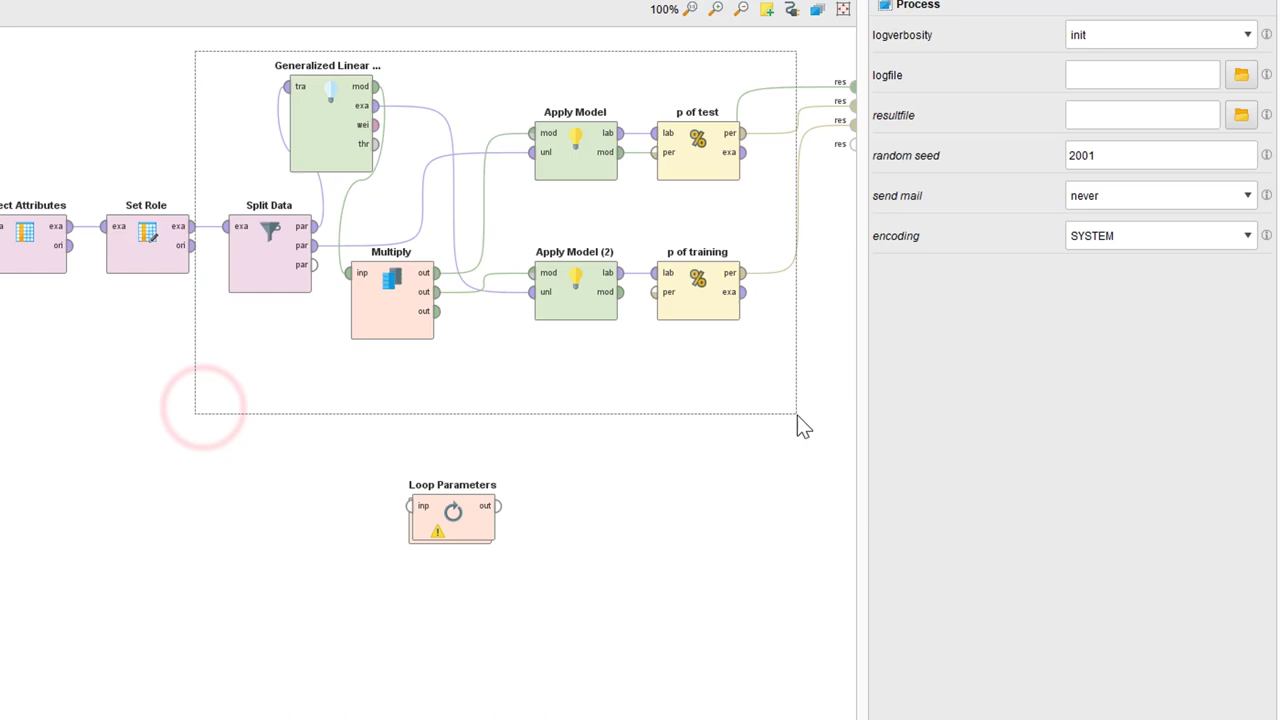 100%
Process
logverbosity init
logfile
resultfile
random seed 2001
send mail never
encoding SYSTEM
Generalized Linear ...
tra mod
exa
wei
thr
Apply Model
mod lab
unl mod
p of test
lab per
per exa
res
res
res
res
ect Attributes
a exa
ori
Set Role
exa exa
ori
Split Data
exa par
par
par
Multiply
inp out
out
out
Apply Model (2)
mod lab
unl mod
p of training
lab per
per exa
Loop Parameters
inp out